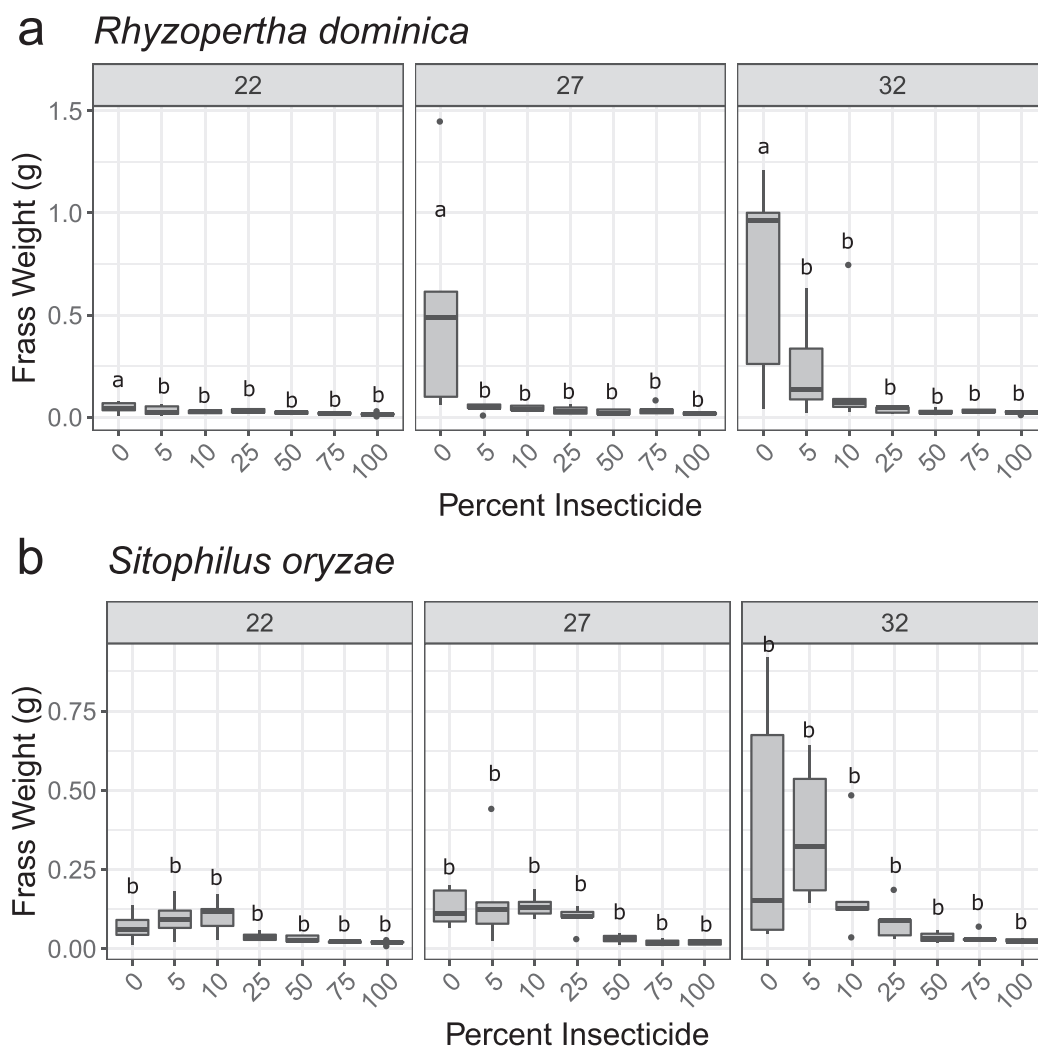 a Rhyzopertha dominica
22 27 32
1.5
a
a
1.0
b
b
Frass Weight (g)
0.5
a b b b b b b
b b b b b b
b b b b
0.0
0 5 10 25 50 75 100
0 5 10 25 50 75 100
0 5 10 25 50 75 100
Percent Insecticide
b Sitophilus oryzae
22 27 32
b
b
0.75
b
b
Frass Weight (g)
0.50
b b b b b b b
b b b b b b
b b b b
0.25
0.00
0 5 10 25 50 75 100
0 5 10 25 50 75 100
0 5 10 25 50 75 100
Percent Insecticide